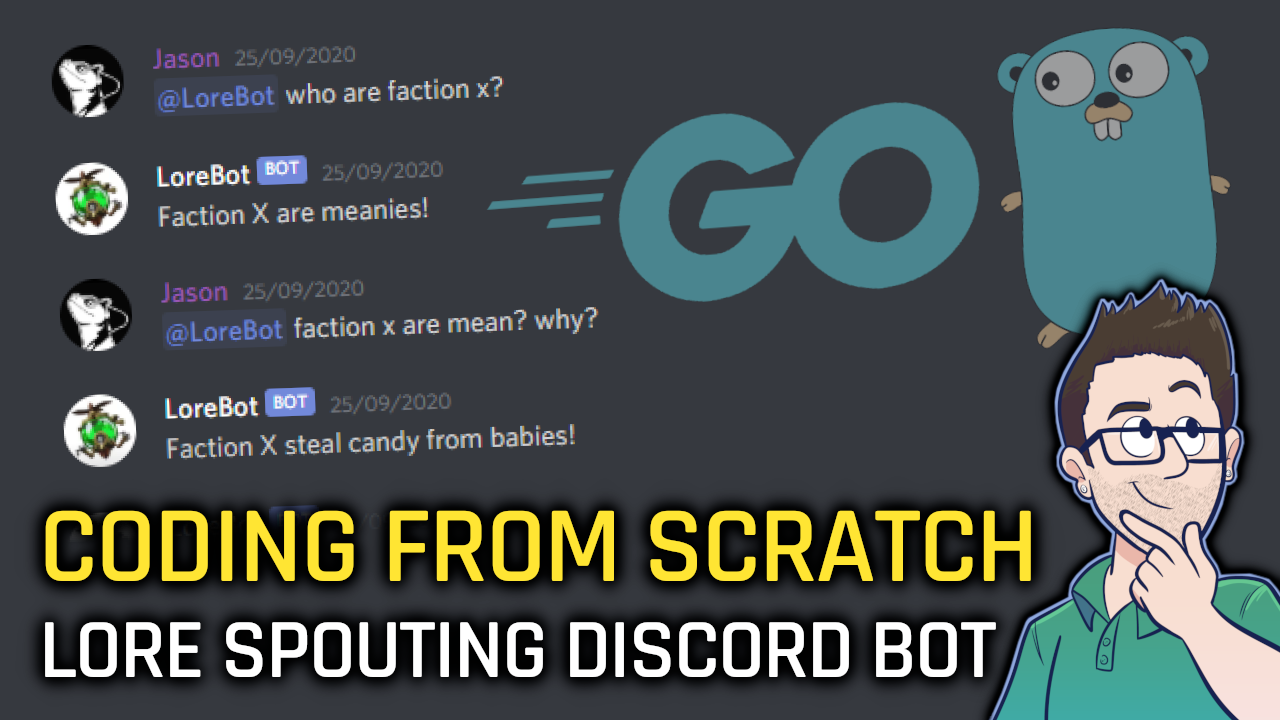 Jason 25/09/2020
@LoreBot who are faction x?
LoreBot BOT 25/09/2020
Faction X are meanies!
Jason 25/09/2020
@LoreBot faction x are mean? why?
LoreBot BOT 25/09/2020
Faction X steal candy from babies!
GO
CODING FROM SCRATCH
LORE SPOUTING DISCORD BOT